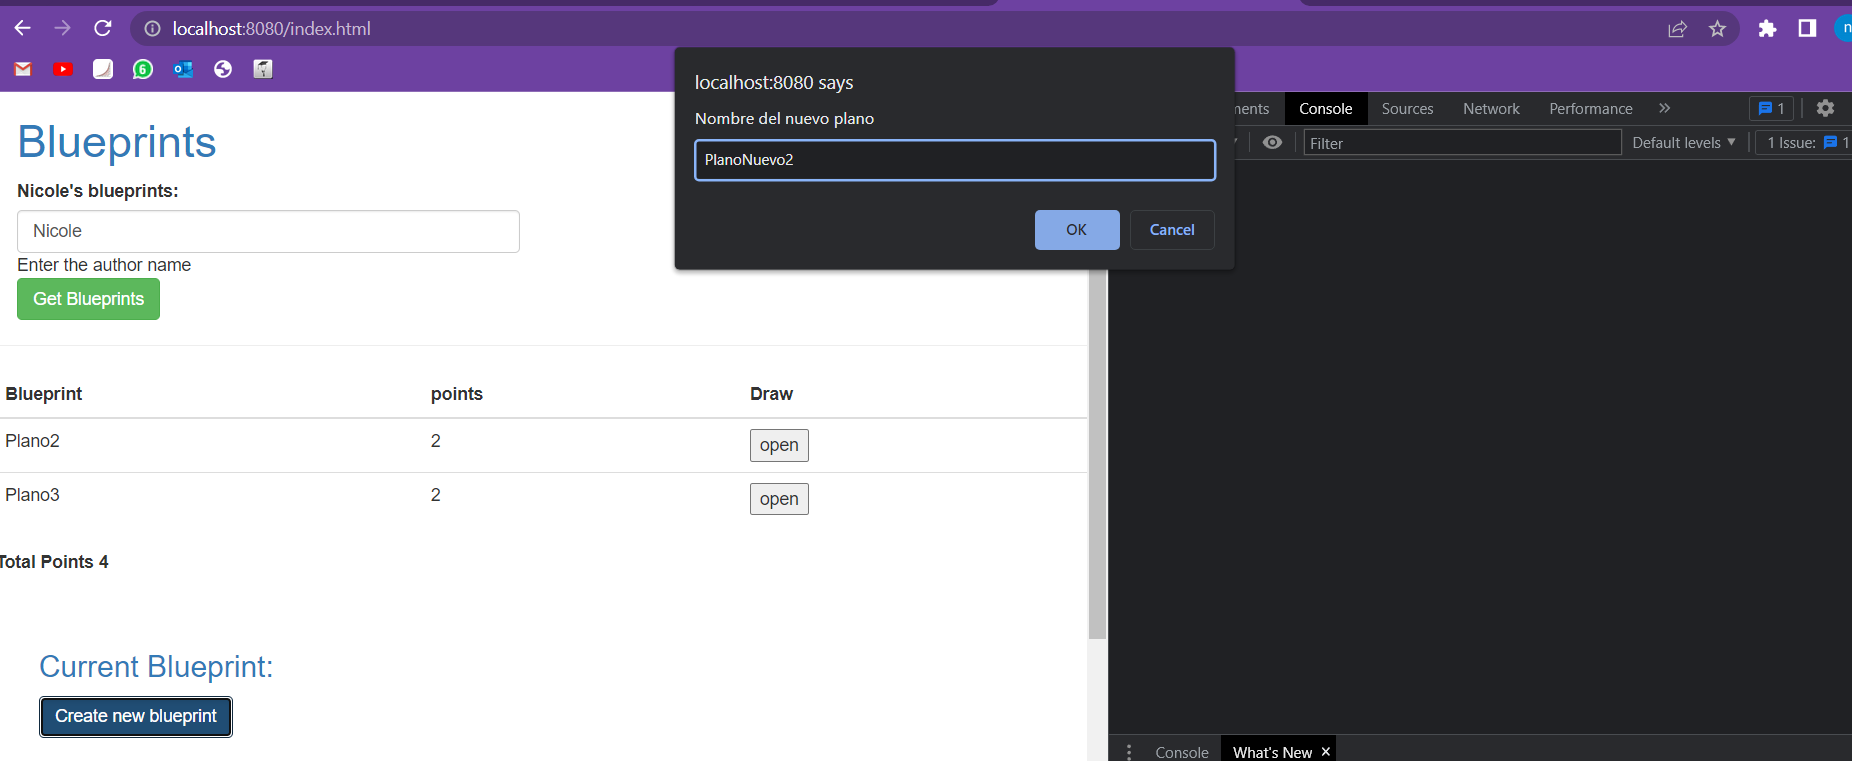 localhost:8080/index.html
n
6
localhost:8080 says
Nombre del nuevo plano
PlanoNuevo2
OK
Cancel
Blueprints
Nicole's blueprints:
Nicole
Enter the author name
Get Blueprints
Blueprint points Draw
Plano2 2 open
Plano3 2 open
Total Points 4
Current Blueprint:
Create new blueprint
ments Console Sources Network Performance 1
Filter Default levels 1 Issue: 1
Console What's New